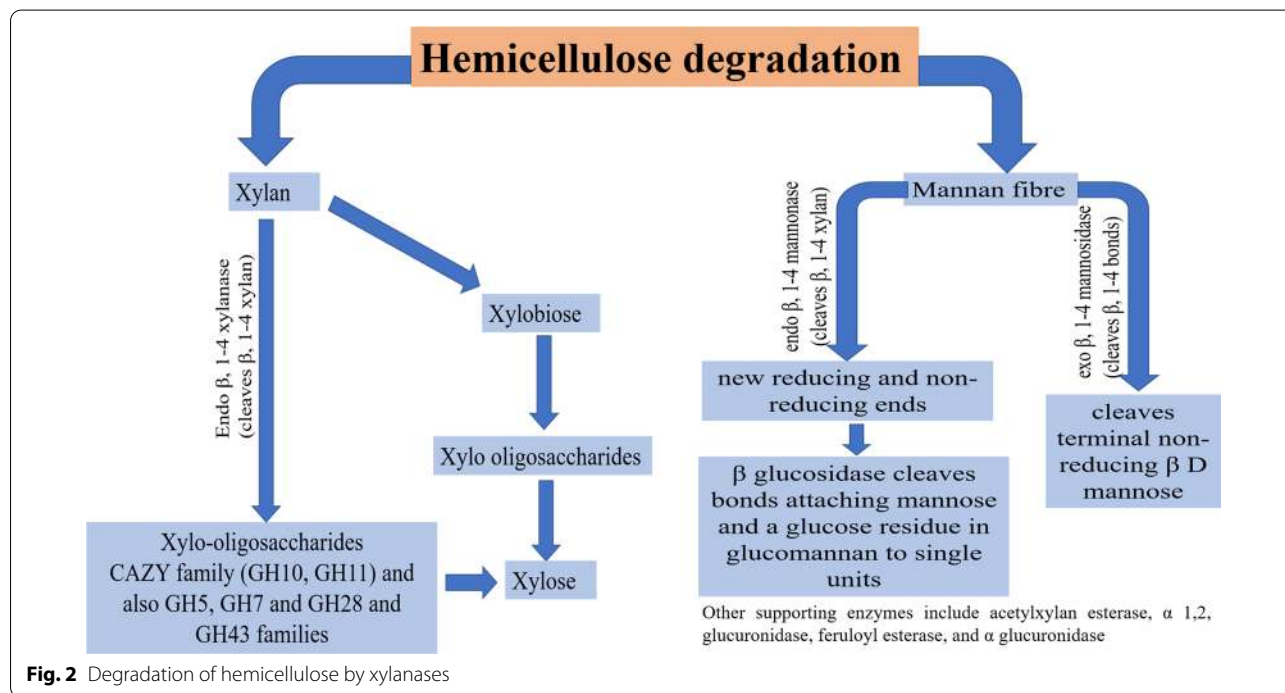 Hemicellulose degradation
Xylan
Endo β, 1-4 xylanase
(cleaves β, 1-4 xylan)
Xylobiose
Xylo oligosaccharides
Xylo-oligosaccharides
CAZY family (GH10, GH11) and
also GH5, GH7 and GH28 and
GH43 families
Xylose
Mannan fibre
endo β, 1-4 mannonase
(cleaves β, 1-4 xylan)
exo β, 1-4 mannosidase
(cleaves β, 1-4 bonds)
new reducing and non-
reducing ends
β glucosidase cleaves
bonds attaching mannose
and a glucose residue in
glucomannan to single
units
cleaves
terminal non-
reducing β D
mannose
Other supporting enzymes include acetylxylan esterase, α 1,2,
glucuronidase, feruloyl esterase, and α glucuronidase
Fig. 2 Degradation of hemicellulose by xylanases